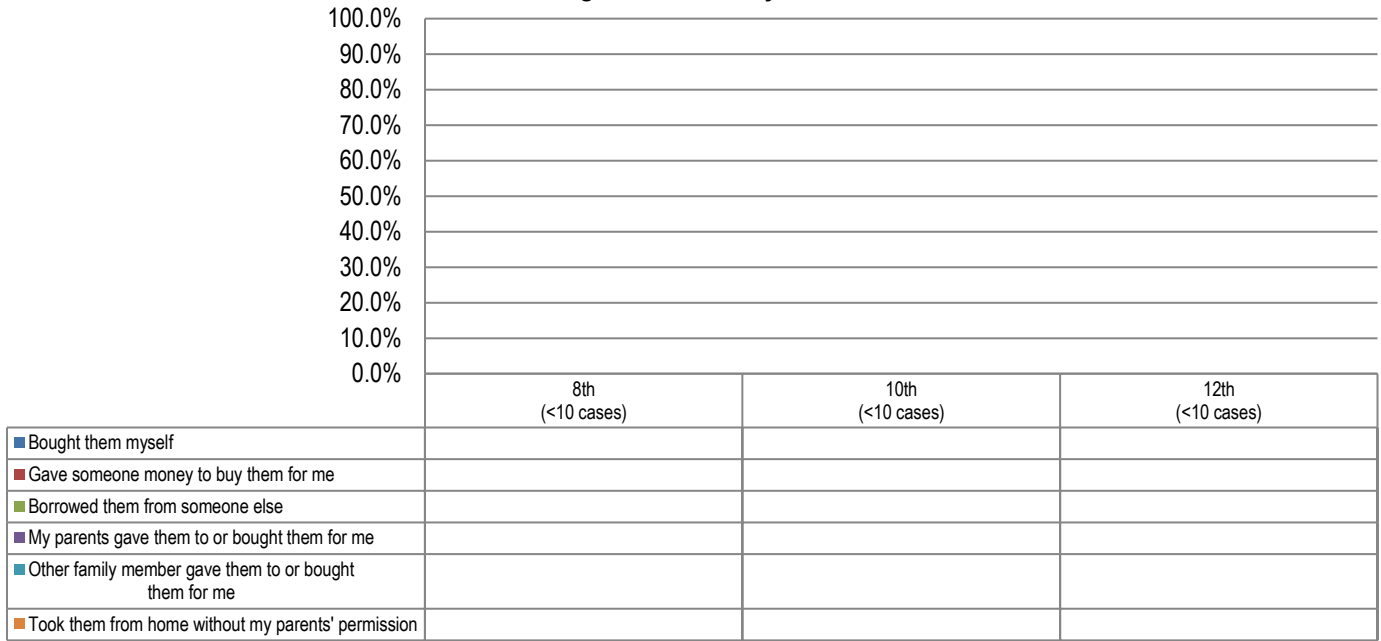 100.0%
90.0%
80.0%
70.0%
60.0%
50.0%
40.0%
30.0%
20.0%
10.0%
0.0%
8th 10th 12th
(<10 cases) (<10 cases) (<10 cases)
Bought them myself
Gave someone money to buy them for me
Borrowed them from someone else
My parents gave them to or bought them for me
Other family member gave them to or bought
them for me
Took them from home without my parents' permission